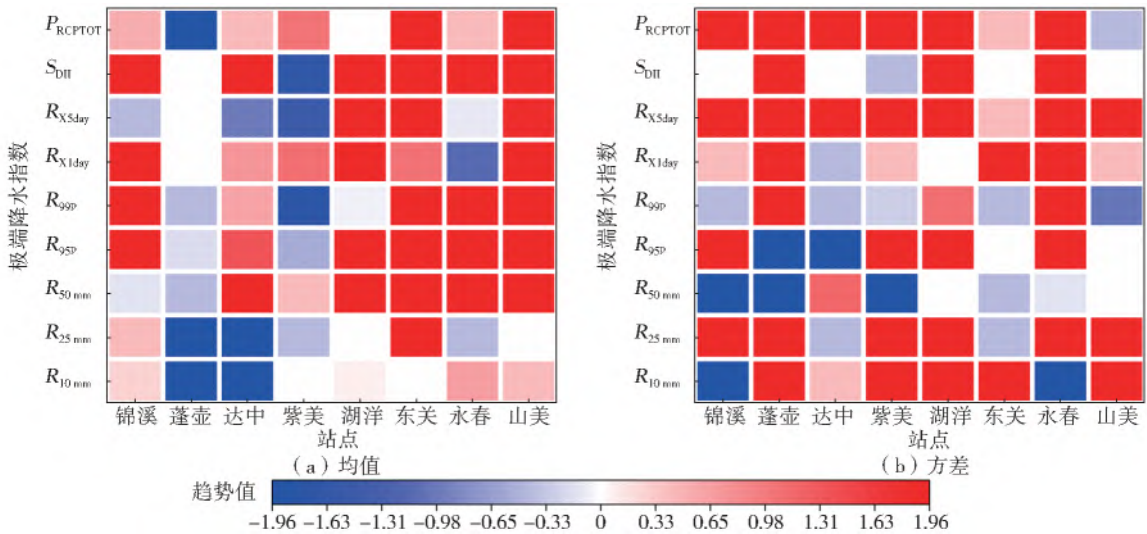 极端降水指数
P_RCPTOT
S_DII
R_X5day
R_X1day
R_99P
R_95P
R_50 mm
R_25 mm
R_10 mm
锦溪 蓬壶 达中 紫美 湖洋 东关 永春 山美
站点
(a) 均值
P_RCPTOT
S_DII
R_X5day
R_X1day
R_99P
R_95P
R_50 mm
R_25 mm
R_10 mm
极端降水指数
锦溪 蓬壶 达中 紫美 湖洋 东关 永春 山美
站点
(b) 方差
趋势值
-1.96 -1.63 -1.31 -0.98 -0.65 -0.33 0 0.33 0.65 0.98 1.31 1.63 1.96